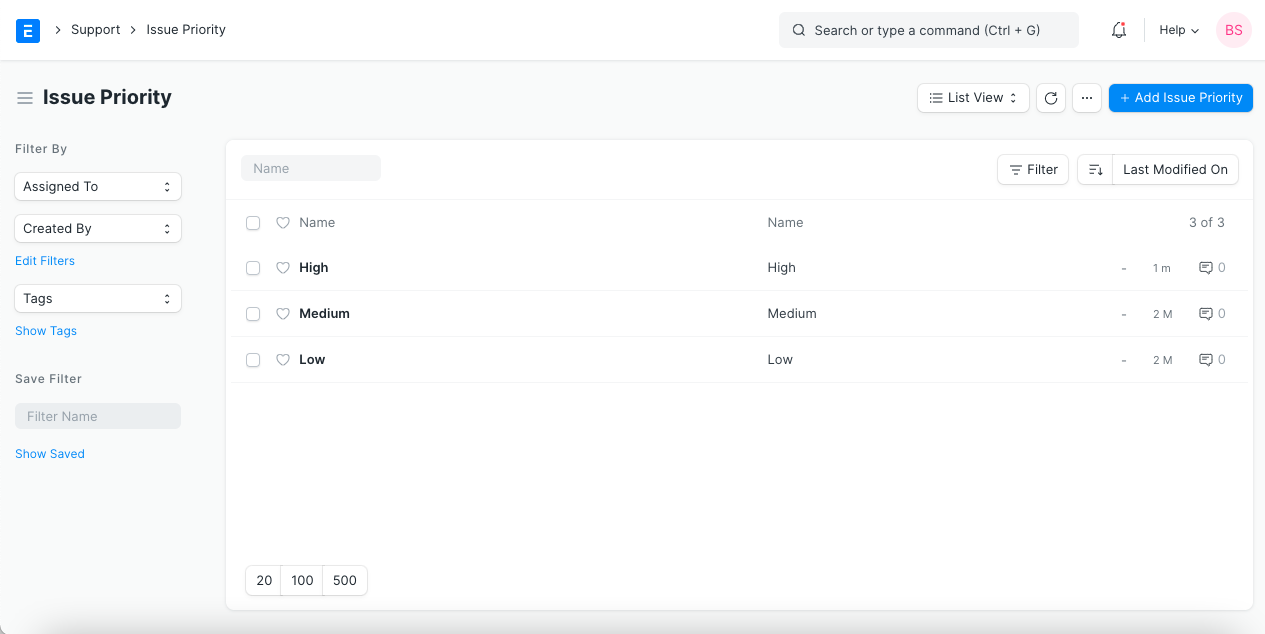 E Support Issue Priority Search or type a command (Ctrl + G) Help BS
Issue Priority List View + Add Issue Priority
Filter By
Assigned To
Created By
Edit Filters
Tags
Show Tags
Save Filter
Filter Name
Show Saved
Name Filter Last Modified On
Name Name 3 of 3
High High - 1 m 0
Medium Medium - 2 M 0
Low Low - 2 M 0
20 100 500